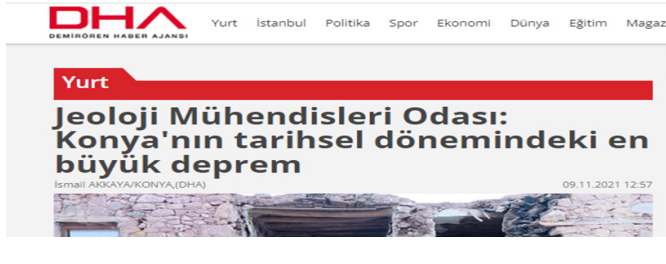 DHA
DEMİRÖREN HABER AJANSI
Yurt İstanbul Politika Spor Ekonomi Dünya Eğitim Magaz
Yurt
Jeoloji Mühendisleri Odası:
Konya'nın tarihsel dönemindeki en
büyük deprem
İsmail AKKAYA/KONYA,(DHA) 09.11.2021 12:57